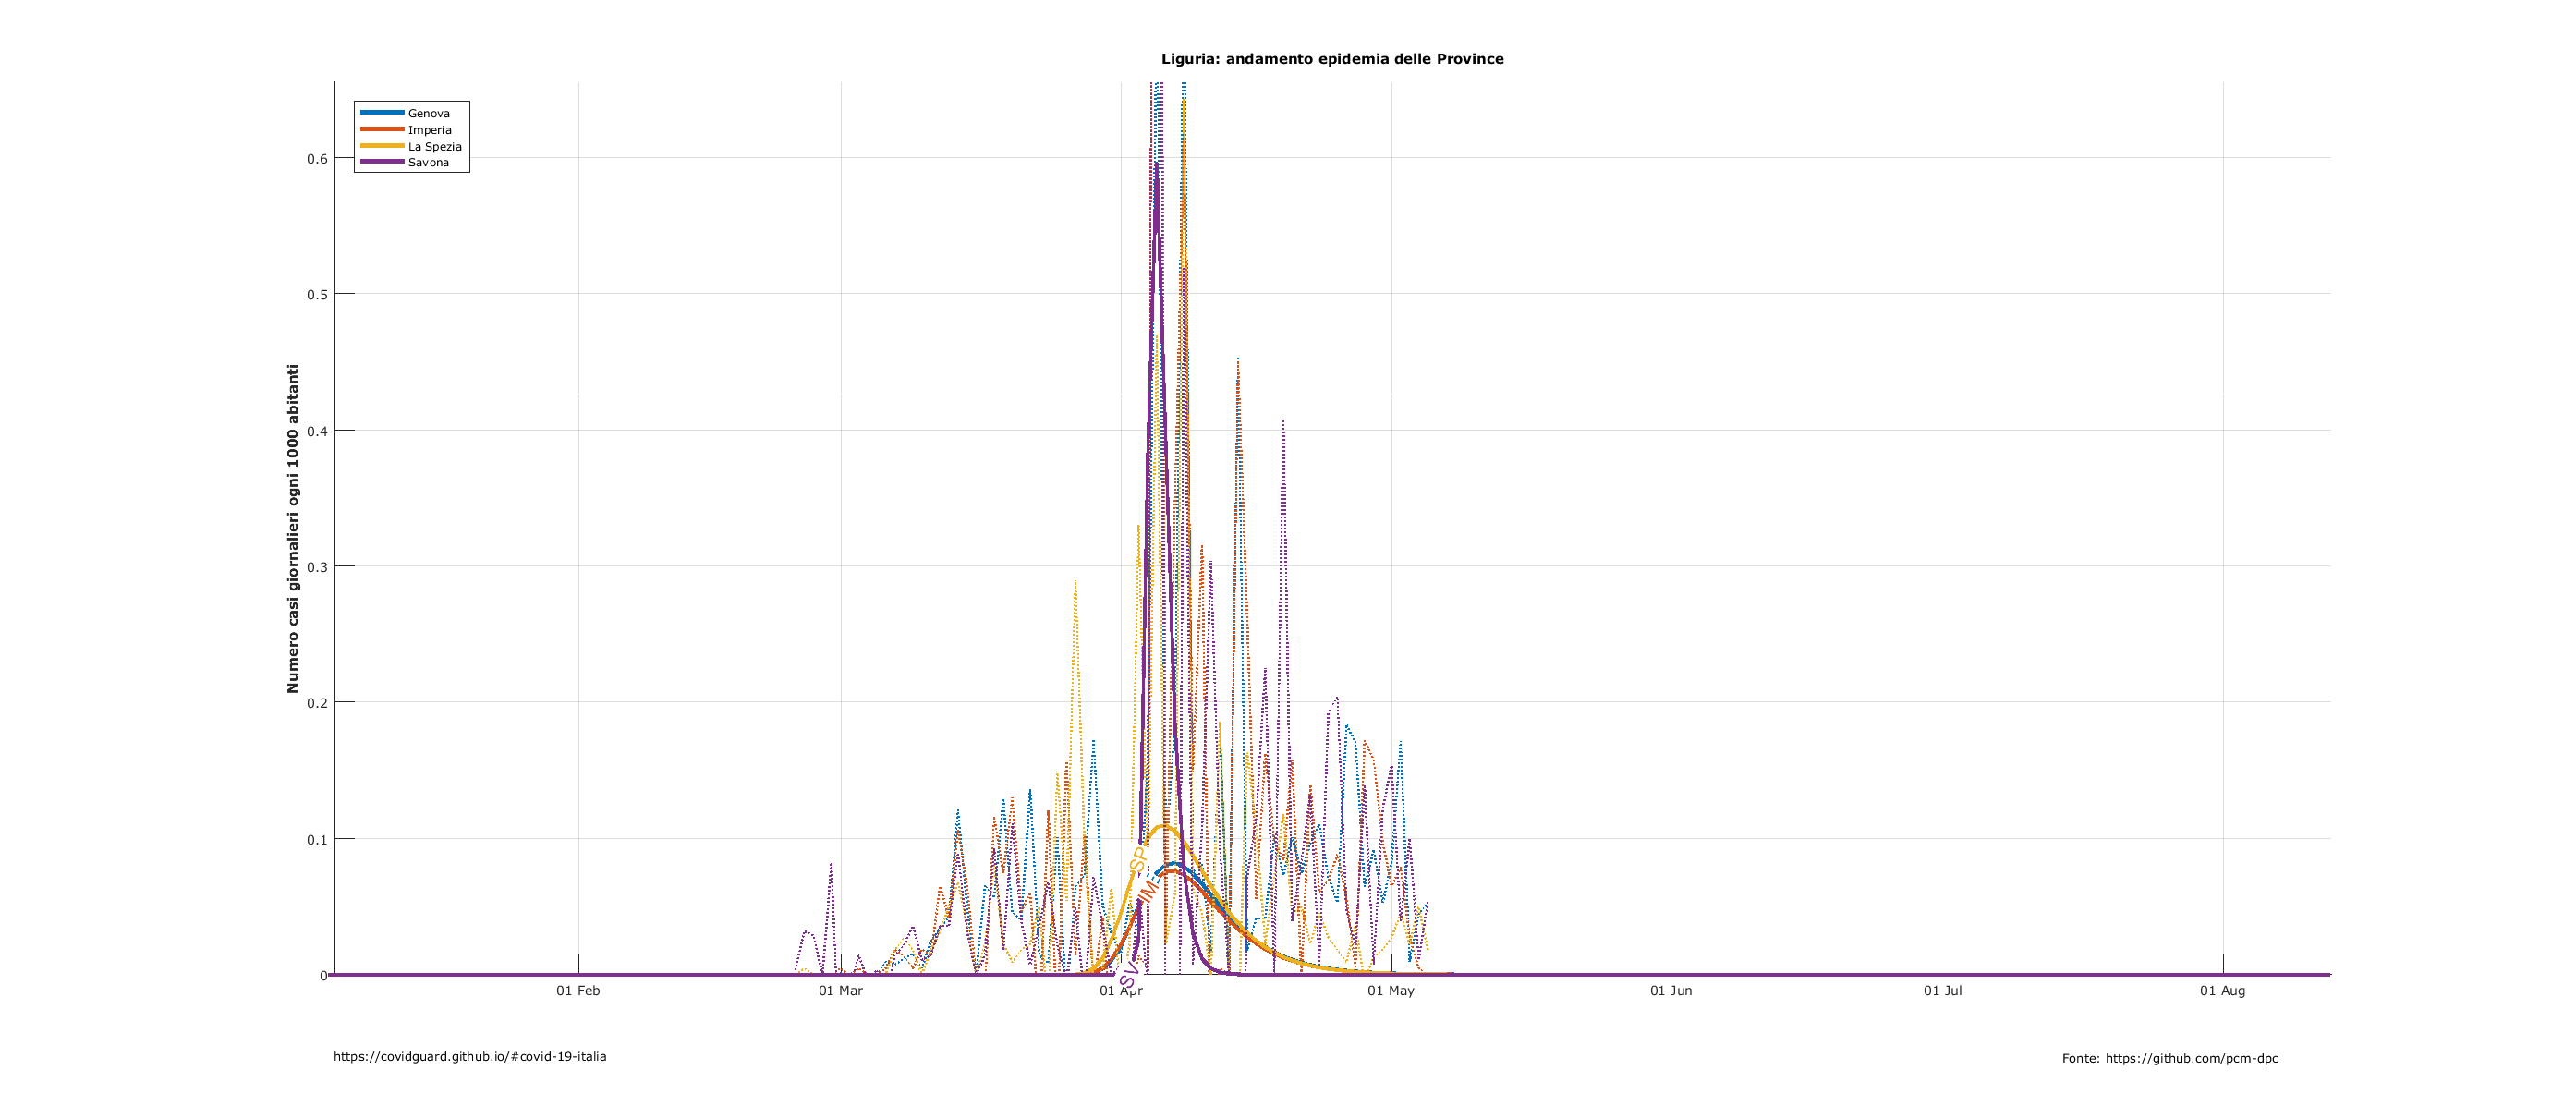 Liguria: andamento epidemia delle Province
Genova
Imperia
La Spezia
Savona
Numero casi giornalieri ogni 1000 abitanti
0.6
0.5
0.4
0.3
0.2
0.1
0
SP
IM
SV
01 Feb
01 Mar
01 Apr
01 May
01 Jun
01 Jul
01 Aug
https://covidguard.github.io/#covid-19-italia
Fonte: https://github.com/pcm-dpc